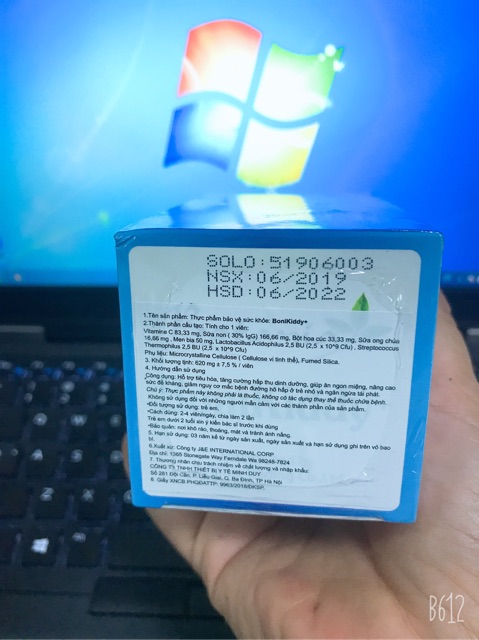 SOLO:51906003
NSX:06/2019
HSD:06/2022
1.Tên sản phẩm: Thực phẩm bảo vệ sức khỏe: BoniKiddy+
2.Thành phần cấu tạo: Tính cho 1 viên:
Vitamine C 83,33 mg, Sữa non ( 30% IgG) 166,66 mg, Bột hoa cúc 33,33 mg, Sữa ong chúa
16,66 mg , Men bia 50 mg, Lactobacillus Acidophilus 2,5 BU (2,5 x 10^9 Cfu) , Streptococcus
Thermophilus 2,5 BU (2,5 x 10^9 Cfu)
Phụ liệu: Microcrystalline Cellulose ( Cellulose vi tinh thể), Fumed Silica.
3. Khối lượng tịnh: 620 mg ± 7,5 % / viên
4. Hướng dẫn sử dụng
Công dụng: Hỗ trợ tiêu hóa, tăng cường hấp thu dinh dưỡng, giúp ăn ngon miệng, nâng cao
sức đề kháng, giảm nguy cơ mắc bệnh đường hô hấp ở trẻ nhỏ và ngăn ngừa tái phát.
Chú ý: Thực phẩm này không phải là thuốc, không có tác dụng thay thế thuốc chữa bệnh.
Không sử dụng đối với những người mẫn cảm với các thành phần của sản phẩm.
•Đối tượng sử dụng: trẻ em.
•Cách dùng: 2-4 viên/ngày, chia làm 2 lần
Trẻ em dưới 2 tuổi xin ý kiến bác sĩ trước khi dùng
•Bảo quản: nơi khô ráo, thoáng, mát và tránh ánh nắng.
5. Hạn sử dụng: 03 năm kể từ ngày sản xuất, ngày sản xuất và hạn sử dụng ghi trên vỏ bao
bì.
6.Xuất xứ: Công ty J&E INTERNATIONAL CORP
Địa chỉ: 1365 Stonegate Way Ferndale Wa 98248-7824
7. Thương nhân chịu trách nhiệm về chất lượng và nhập khẩu:
CÔNG TY TNHH THIẾT BỊ Y TẾ MINH DUY
Số 281 Đội Cấn, P. Liễu Giai, Q. Ba Đình, TP Hà Nội
8. Giấy XNCB PHQĐATTP: 9963/2019/ĐKSP.
B612